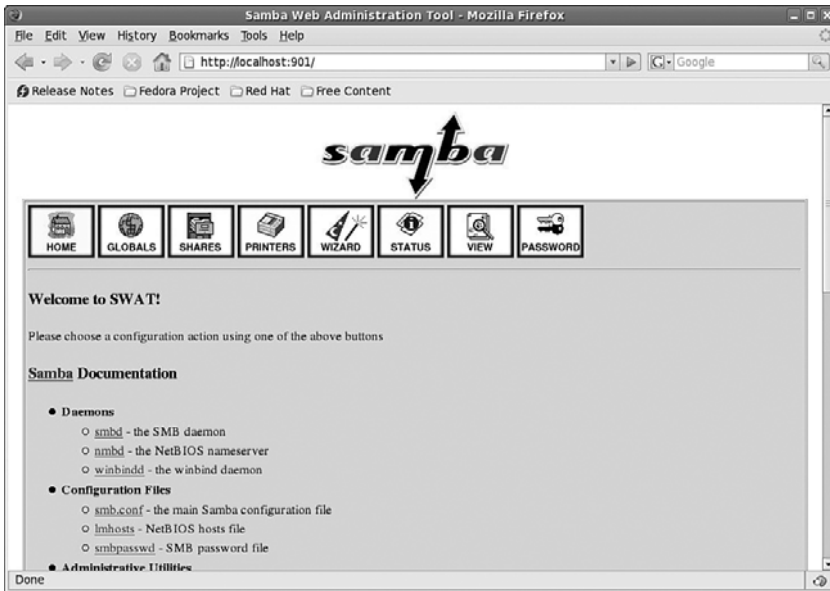 Samba Web Administration Tool - Mozilla Firefox
File Edit View History Bookmarks Tools Help
http://localhost:901/
G Google
Release Notes Fedora Project Red Hat Free Content
samba
HOME GLOBALS SHARES PRINTERS WIZARD STATUS VIEW PASSWORD
Welcome to SWAT!
Please choose a configuration action using one of the above buttons
Samba Documentation
Daemons
smbd - the SMB daemon
nmbd - the NetBIOS nameserver
winbindd - the winbind daemon
Configuration Files
smb.conf - the main Samba configuration file
lmhosts - NetBIOS hosts file
smbpasswd - SMB password file
Administrative Utilities
Done